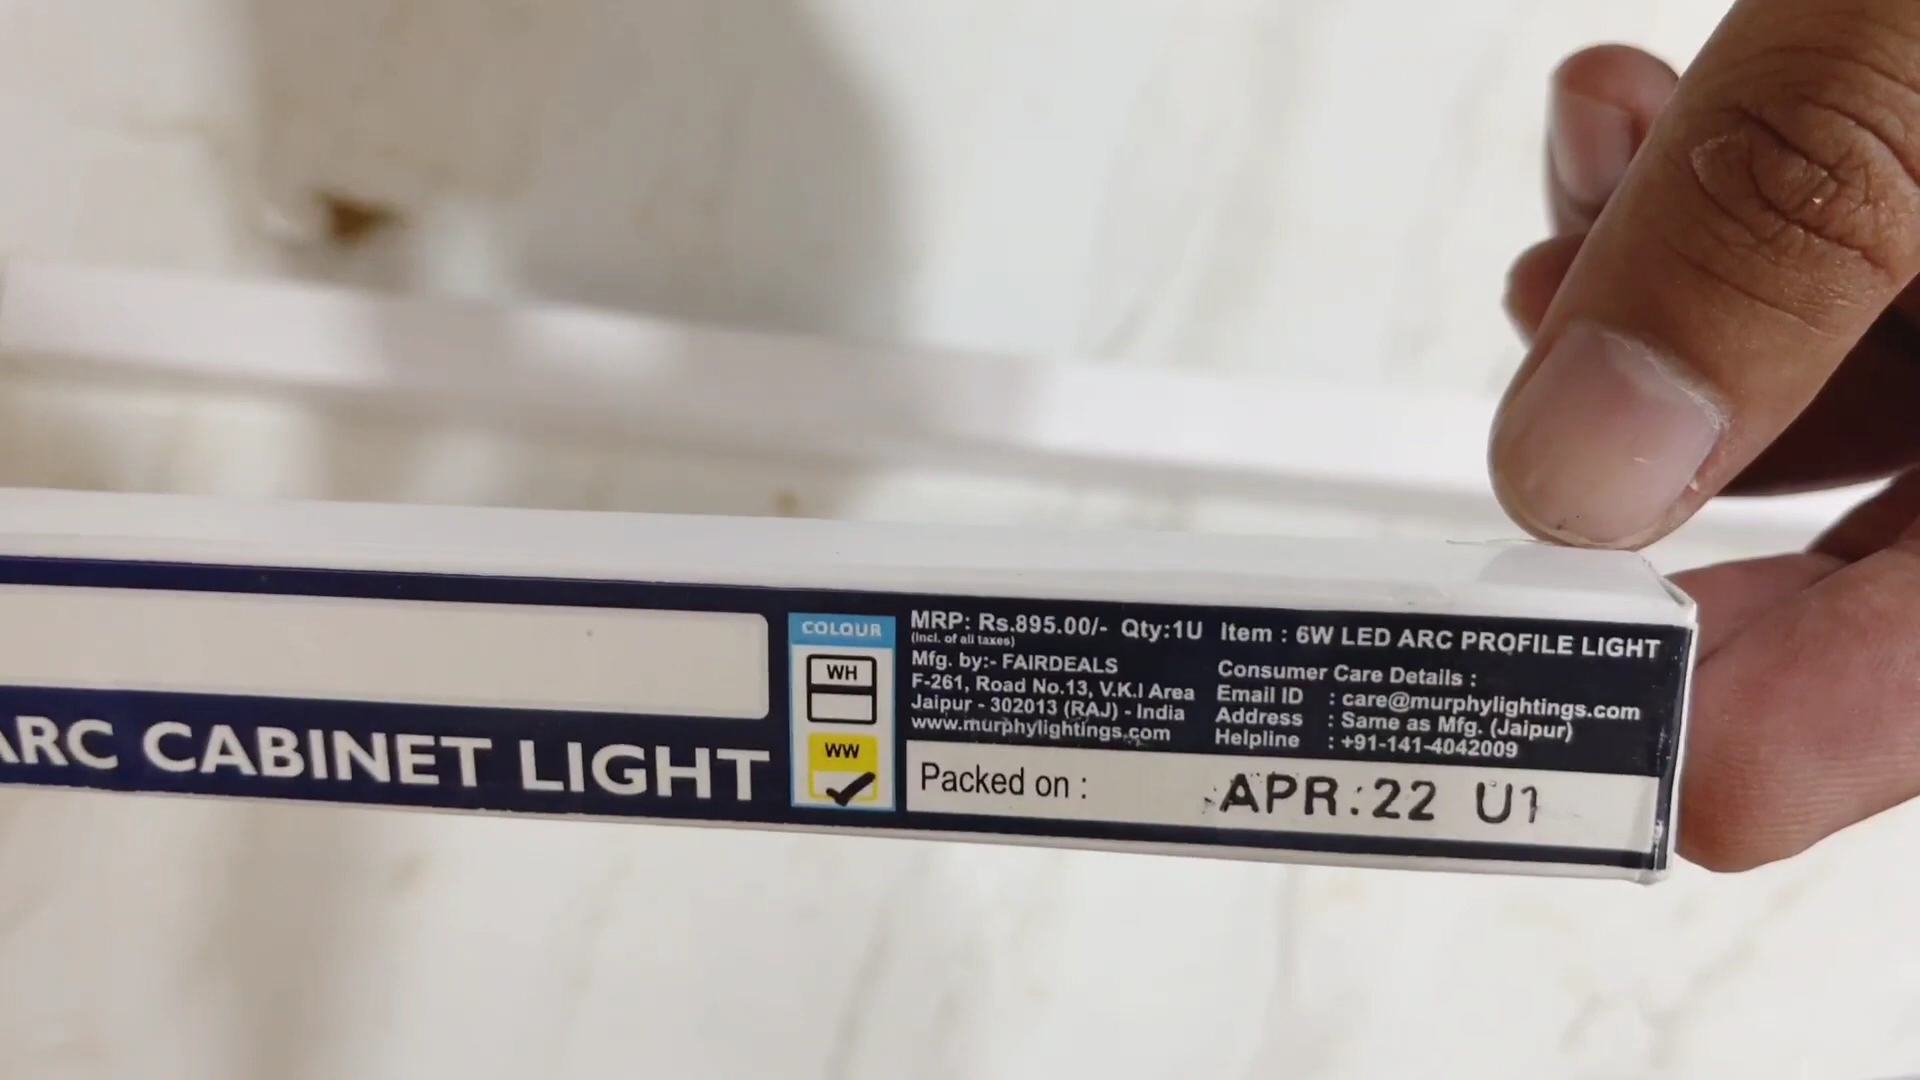 ARC CABINET LIGHT
COLOUR
WH
WW
MRP: Rs.895.00/- Qty:1U Item : 6W LED ARC PROFILE LIGHT
(Incl. of all taxes)
Mfg. by:- FAIRDEALS
F-261, Road No.13, V.K.I Area
Jaipur - 302013 (RAJ) - India
www.murphylightings.com
Consumer Care Details :
Email ID : care@murphylightings.com
Address : Same as Mfg. (Jaipur)
Helpline : +91-141-4042009
Packed on : APR:22 U1